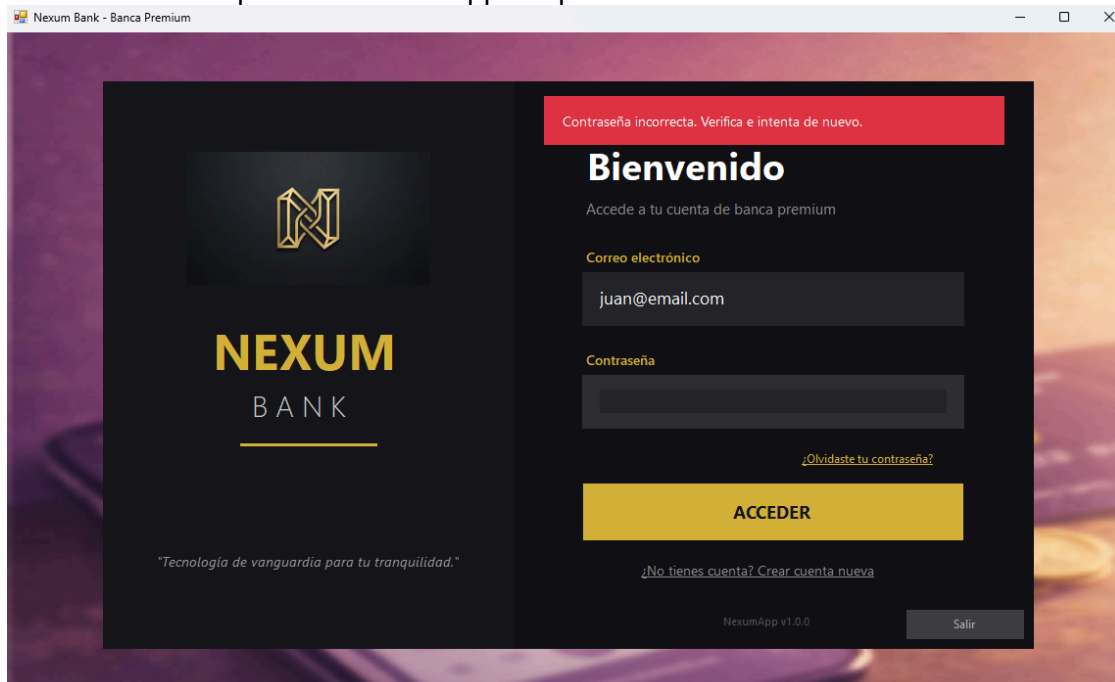 Nexum Bank - Banca Premium
Contraseña incorrecta. Verifica e intenta de nuevo.
Bienvenido
Accede a tu cuenta de banca premium
Correo electrónico
juan@email.com
Contraseña
¿Olvidaste tu contraseña?
ACCEDER
¿No tienes cuenta? Crear cuenta nueva
NexumApp v1.0.0
Salir
NEXUM
BANK
"Tecnología de vanguardia para tu tranquilidad."